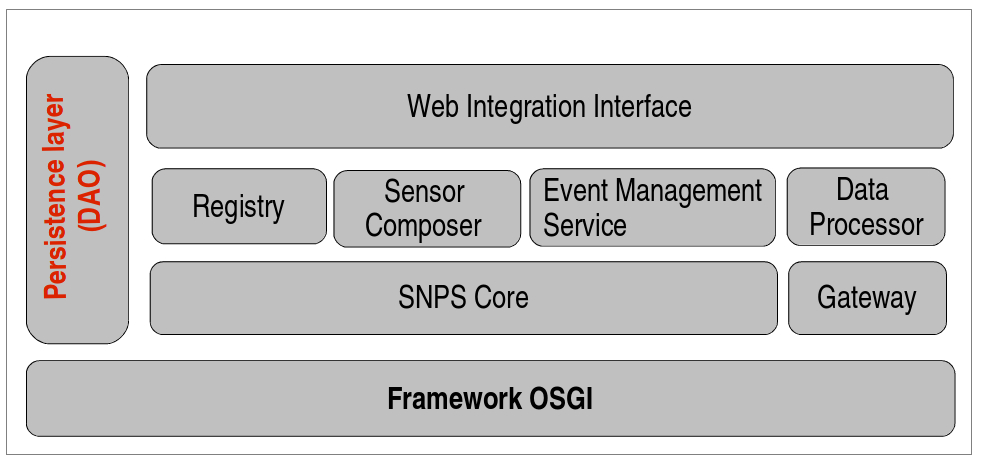 Persistence layer
(DAO)
Web Integration Interface
Registry
Sensor
Composer
Event Management
Service
Data
Processor
SNPS Core
Gateway
Framework OSGI